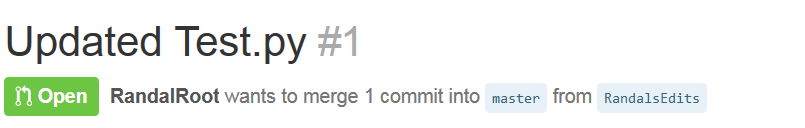 Updated Test.py #1
Open RandalRoot wants to merge 1 commit into master from RandalsEdits